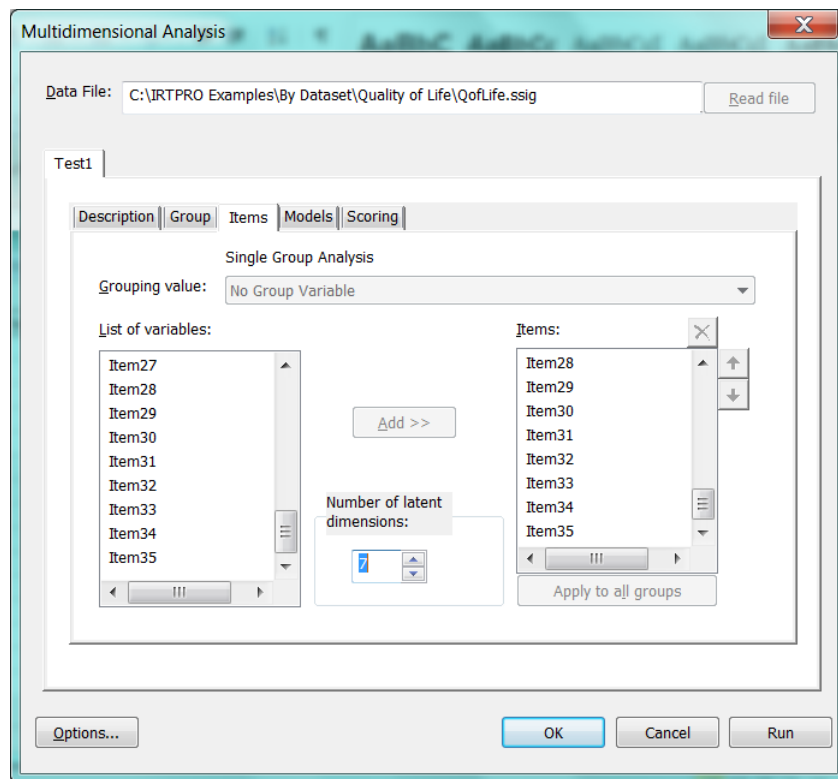 Multidimensional Analysis
Data File: C:\IRTPRO Examples\By Dataset\Quality of Life\QofLife.ssig Read file
Test1
Description Group Items Models Scoring
Single Group Analysis
Grouping value: No Group Variable
List of variables:
Item27
Item28
Item29
Item30
Item31
Item32
Item33
Item34
Item35
Add >>
Number of latent
dimensions:
7
Items:
Item28
Item29
Item30
Item31
Item32
Item33
Item34
Item35
Apply to all groups
Options... OK Cancel Run